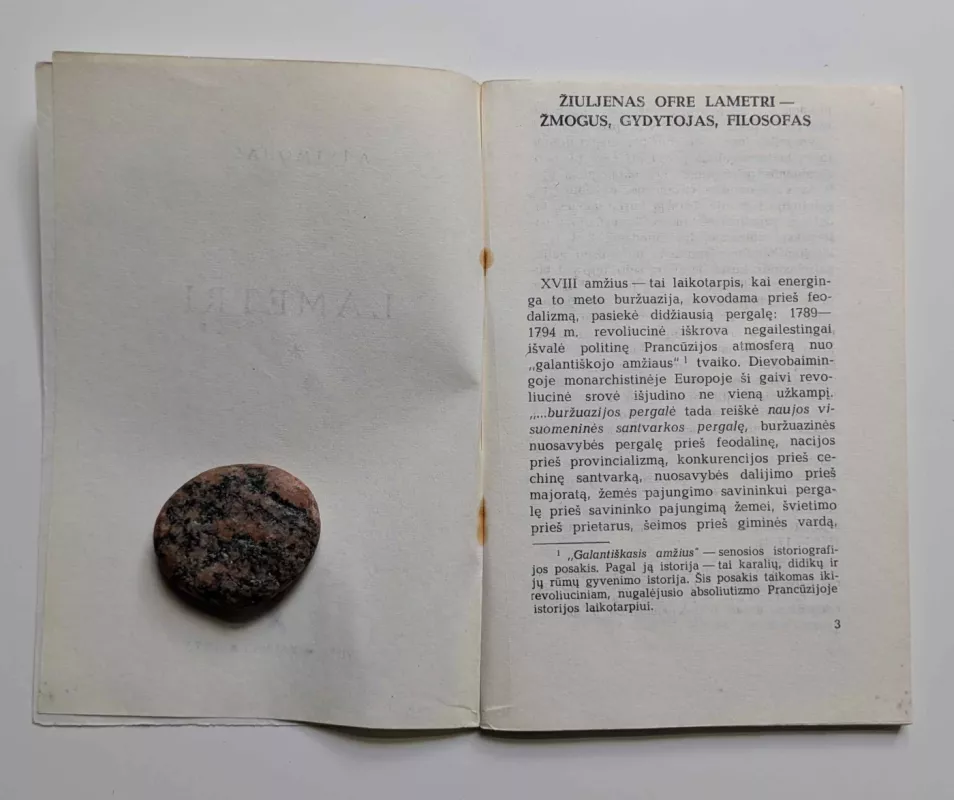 ŽIULJENAS OFRE LAMETRI —
ŽMOGUS, GYDYTOJAS, FILOSOFAS
XVIII amžius — tai laikotarpis, kai energin-
ga to meto buržuazija, kovodama prieš feo-
dalizmą, pasiekė didžiausią pergalę: 1789—
1794 m. revoliucinė iškrova negailestingai
išvalė politinę Prancūzijos atmosferą nuo
„galantiškojo amžiaus" ¹ tvaiko. Dievobaimin-
goje monarchistinėje Europoje ši gaivi revo-
liucinė srovė išjudino ne vieną užkampį.
„...buržuazijos pergalė tada reiškė naujos vi-
suomeninės santvarkos pergalę, buržuazinės
nuosavybės pergalę prieš feodalinę, nacijos
prieš provincializmą, konkurencijos prieš ce-
chinę santvarką, nuosavybės dalijimo prieš
majoratą, žemės pajungimo savininkui perga-
lę prieš savininko pajungimą žemei, švietimo
prieš prietarus, šeimos prieš giminės vardą,
¹ „Galantiškasis amžius" — senosios istoriografi-
jos posakis. Pagal ją istorija — tai karalių, didikų ir
jų rūmų gyvenimo istorija. Šis posakis taikomas iki-
revoliuciniam, nugalėjusio absoliutizmo Prancūzijoje
istorijos laikotarpiui.
3
LAMETRI